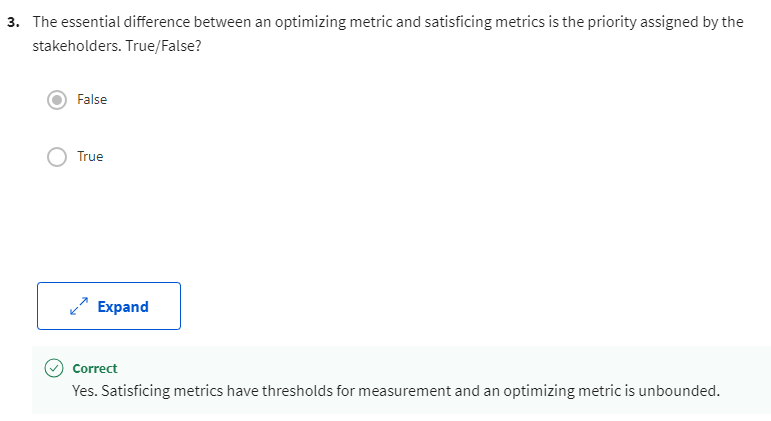 3. The essential difference between an optimizing metric and satisficing metrics is the priority assigned by the
stakeholders. True/False?
False
True
Expand
Correct
Yes. Satisficing metrics have thresholds for measurement and an optimizing metric is unbounded.